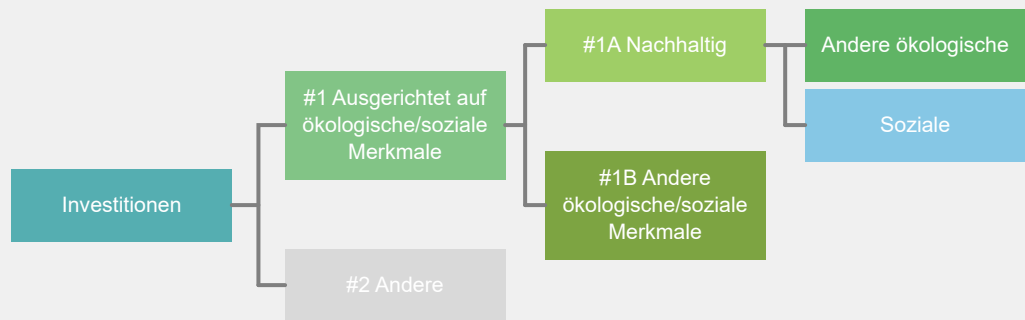 Investitionen
#1 Ausgerichtet auf
ökologische/soziale
Merkmale
#2 Andere
#1A Nachhaltig
#1B Andere
ökologische/soziale
Merkmale
Andere ökologische
Soziale